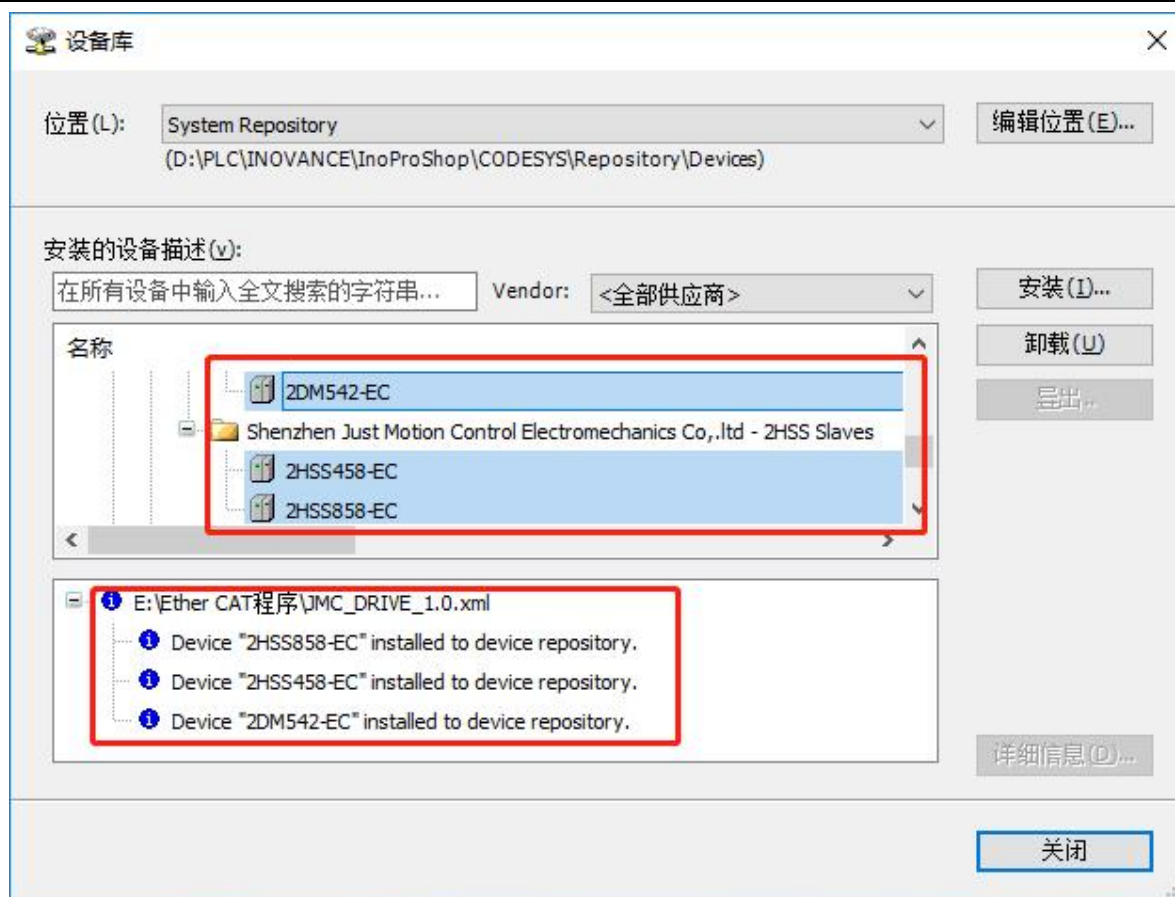 设备库
位置(L): System Repository 编辑位置(E)...
(D:\PLC\INOVANCE\InoProShop\CODESYS\Repository\Devices)
安装的设备描述(v):
在所有设备中输入全文搜索的字符串... Vendor: <全部供应商> 安装(I)...
名称 卸载(U)
2DM542-EC 导出..
Shenzhen Just Motion Control Electromechanics Co,.ltd - 2HSS Slaves
2HSS458-EC
2HSS858-EC
E:\Ether CAT程序\JMC_DRIVE_1.0.xml
Device "2HSS858-EC" installed to device repository.
Device "2HSS458-EC" installed to device repository.
Device "2DM542-EC" installed to device repository.
详细信息(D)...
关闭